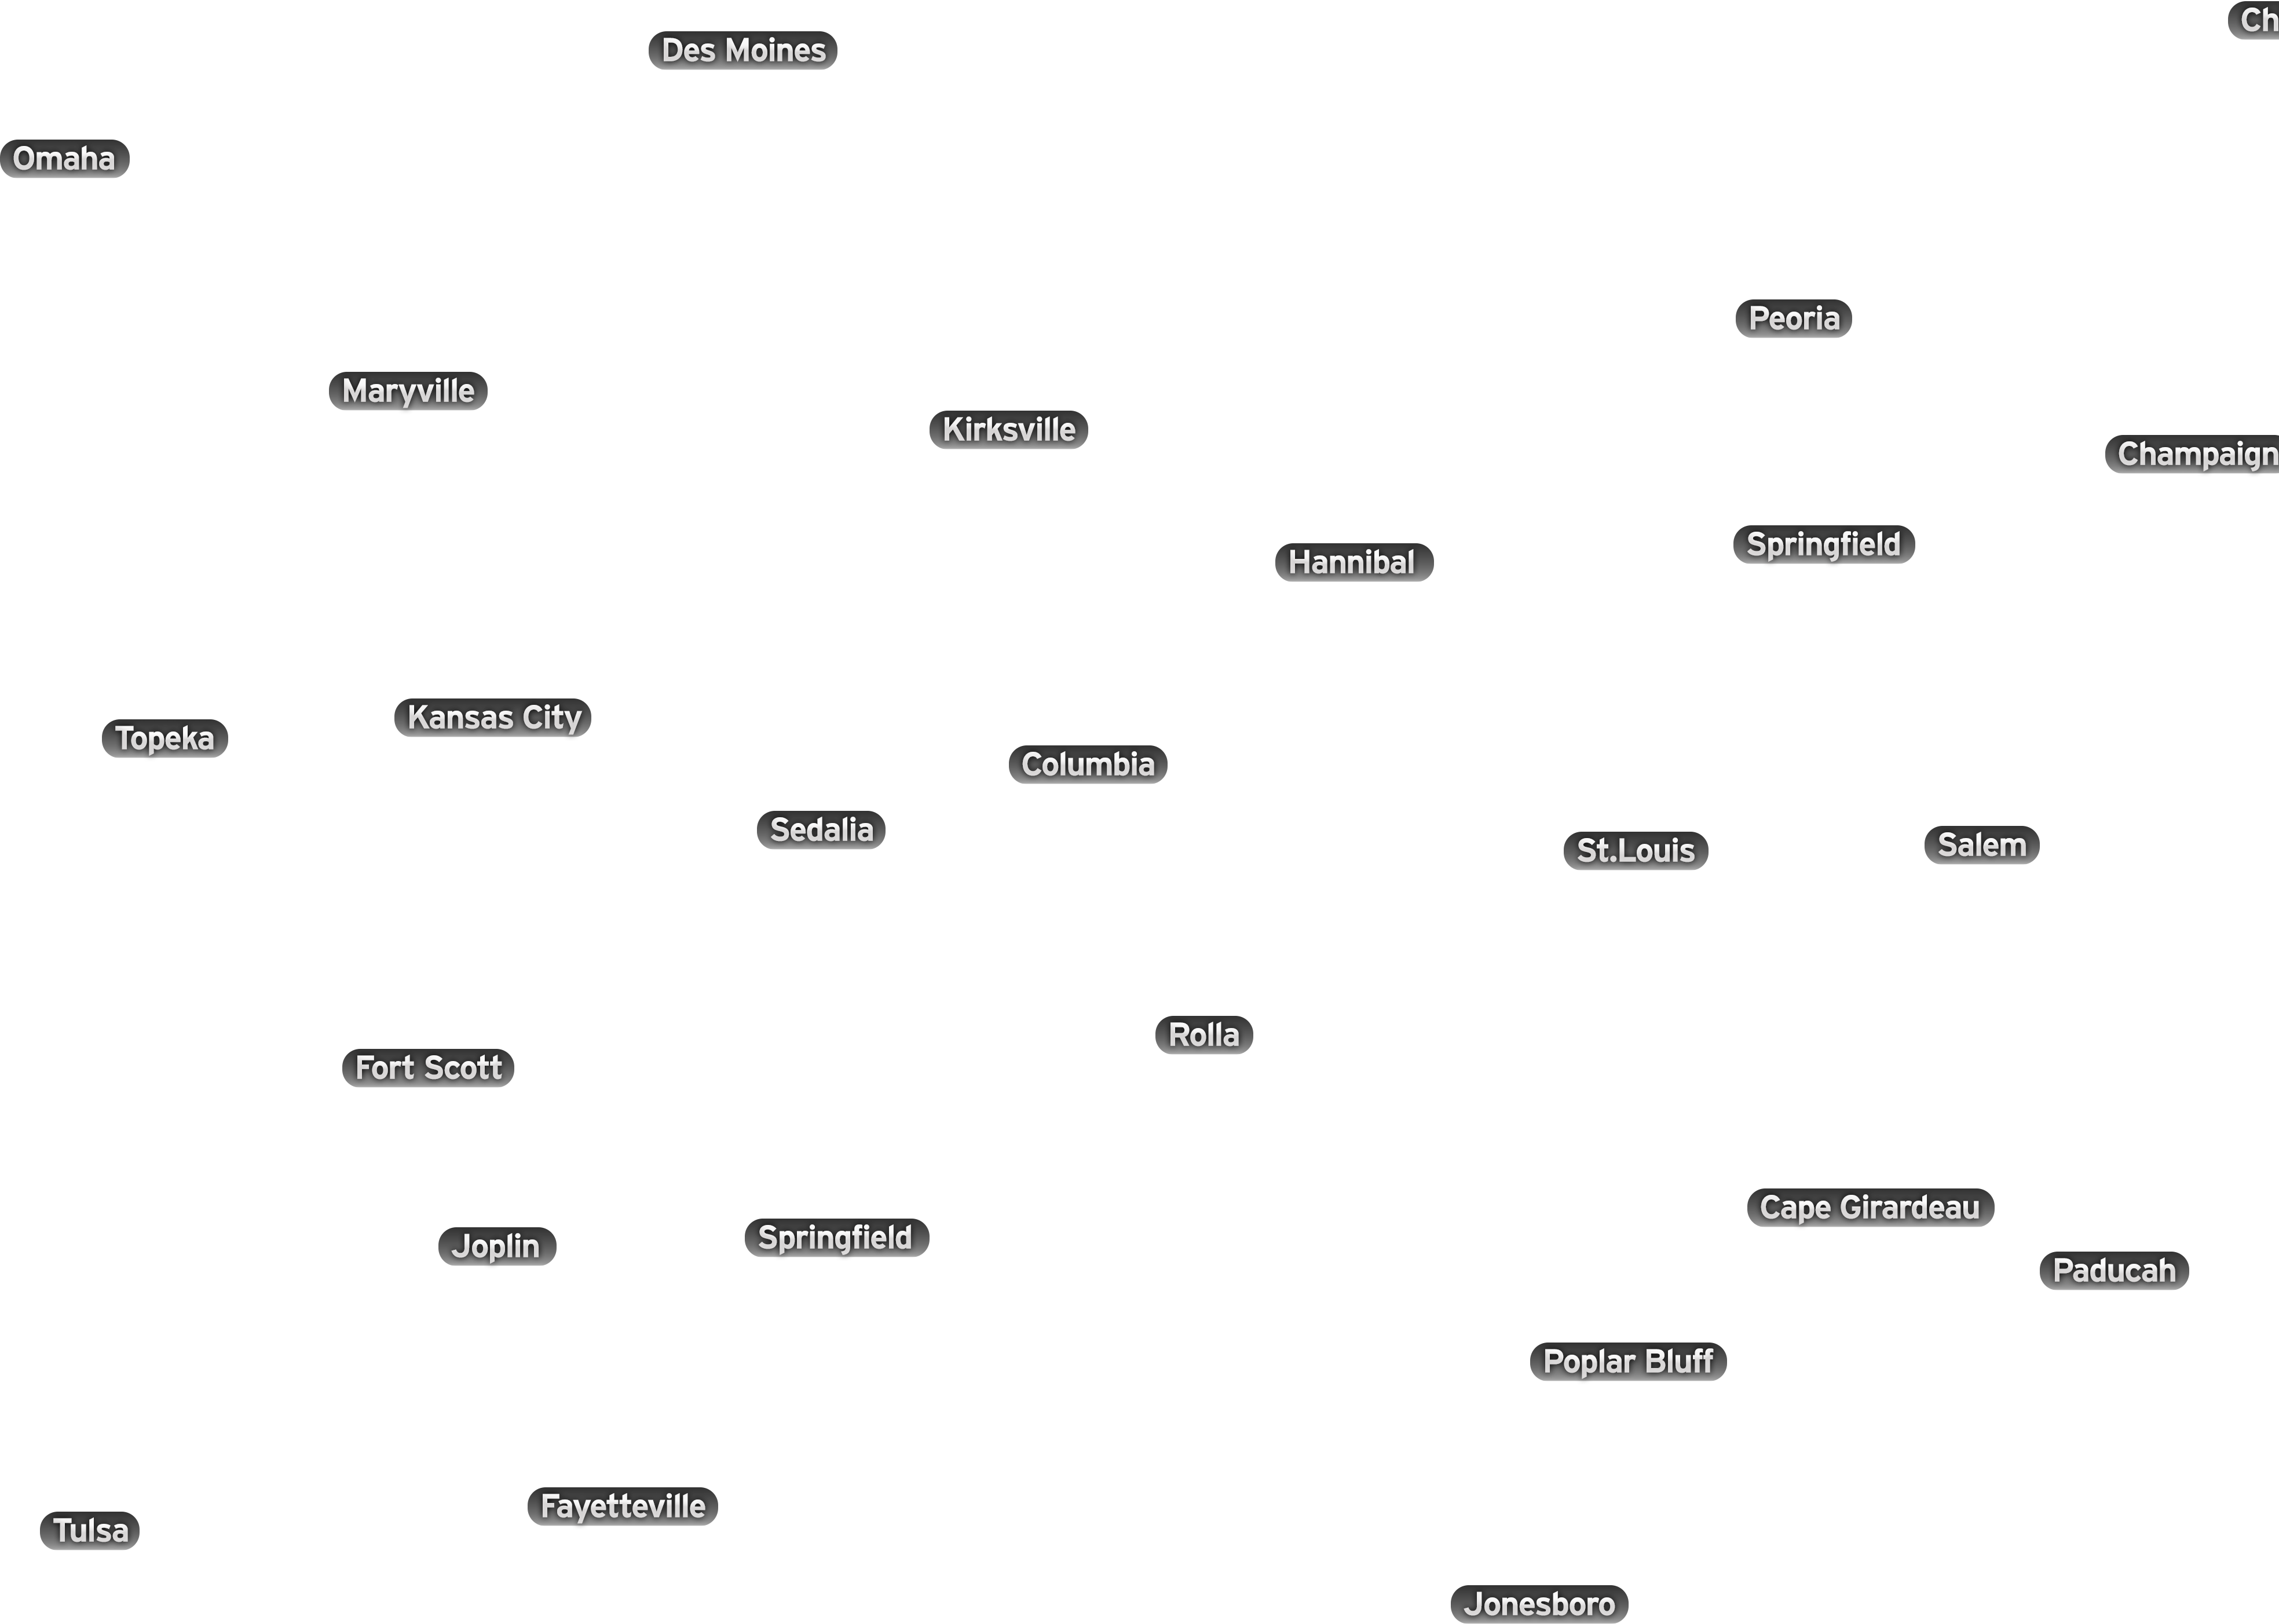 Ch
Des Moines
Omaha
Peoria
Maryville
Kirksville
Champaign
Springfield
Hannibal
Kansas City
Topeka
Columbia
Sedalia
St.Louis
Salem
Rolla
Fort Scott
Cape Girardeau
Springfield
Joplin
Paducah
Poplar Bluff
Fayetteville
Tulsa
Jonesboro